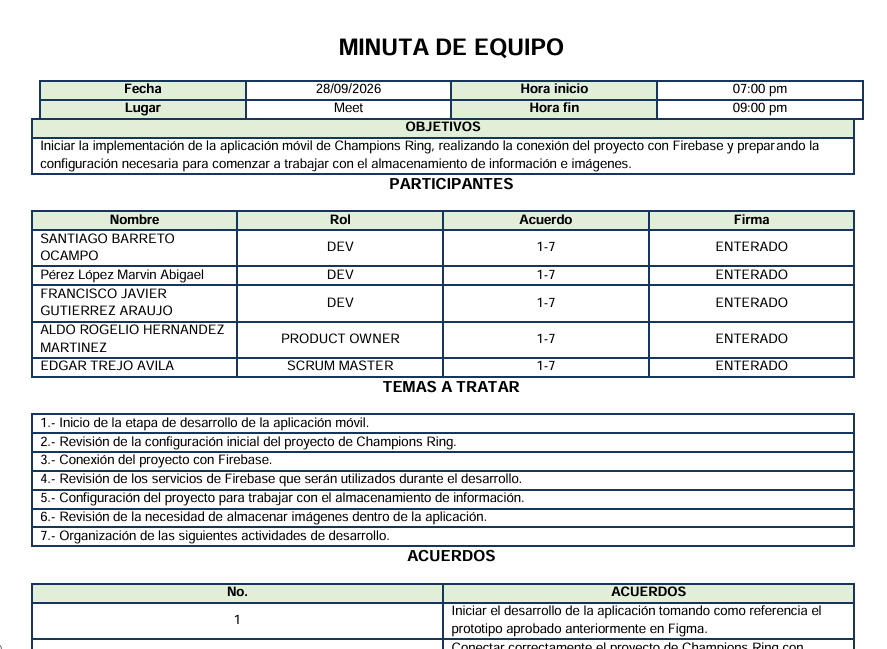 MINUTA DE EQUIPO
Fecha 28/09/2026 Hora inicio 07:00 pm
Lugar Meet Hora fin 09:00 pm
OBJETIVOS
Iniciar la implementación de la aplicación móvil de Champions Ring, realizando la conexión del proyecto con Firebase y preparando la
configuración necesaria para comenzar a trabajar con el almacenamiento de información e imágenes.
PARTICIPANTES
Nombre Rol Acuerdo Firma
SANTIAGO BARRETO
OCAMPO DEV 1-7 ENTERADO
Pérez López Marvin Abigael DEV 1-7 ENTERADO
FRANCISCO JAVIER
GUTIERREZ ARAUJO DEV 1-7 ENTERADO
ALDO ROGELIO HERNANDEZ
MARTINEZ PRODUCT OWNER 1-7 ENTERADO
EDGAR TREJO AVILA SCRUM MASTER 1-7 ENTERADO
TEMAS A TRATAR
1.- Inicio de la etapa de desarrollo de la aplicación móvil.
2.- Revisión de la configuración inicial del proyecto de Champions Ring.
3.- Conexión del proyecto con Firebase.
4.- Revisión de los servicios de Firebase que serán utilizados durante el desarrollo.
5.- Configuración del proyecto para trabajar con el almacenamiento de información.
6.- Revisión de la necesidad de almacenar imágenes dentro de la aplicación.
7.- Organización de las siguientes actividades de desarrollo.
ACUERDOS
No. ACUERDOS
1 Iniciar el desarrollo de la aplicación tomando como referencia el
prototipo aprobado anteriormente en Figma.
Conectar correctamente el proyecto de Champions Ring con